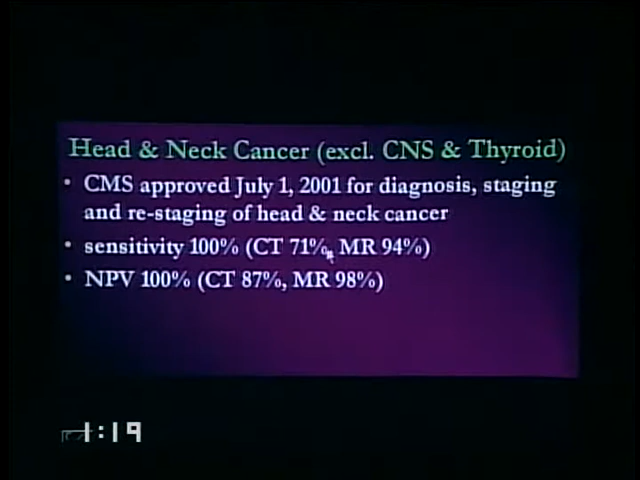 Head & Neck Cancer (excl. CNS & Thyroid)
• CMS approved July 1, 2001 for diagnosis, staging
and re-staging of head & neck cancer
• sensitivity 100% (CT 71%, MR 94%)
• NPV 100% (CT 87%, MR 98%)
1:19